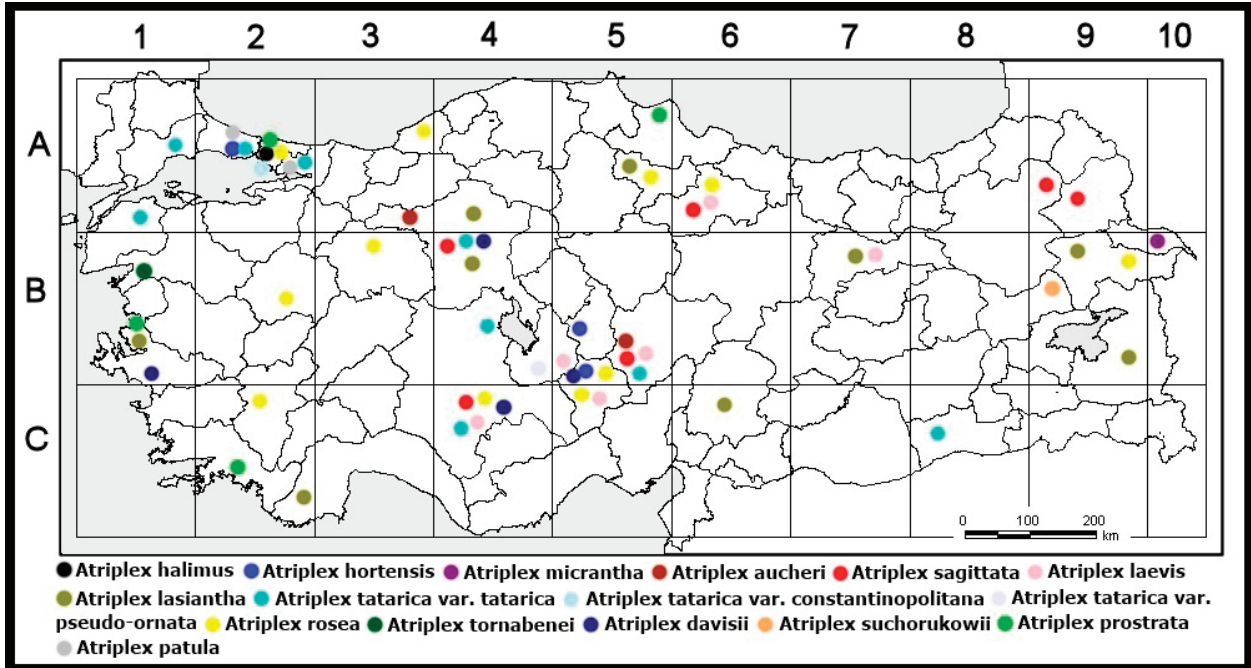 1 2 3 4 5 6 7 8 9 10
A
B
C
0 100 200
km
Atriplex halimus Atriplex hortensis Atriplex micrantha Atriplex aucheri Atriplex sagittata Atriplex laevis
Atriplex lasiantha Atriplex tatarica var. tatarica Atriplex tatarica var. constantinopolitana Atriplex tatarica var.
pseudo-ornata Atriplex rosea Atriplex tornabenei Atriplex davisii Atriplex suchorukowii Atriplex prostrata
Atriplex patula